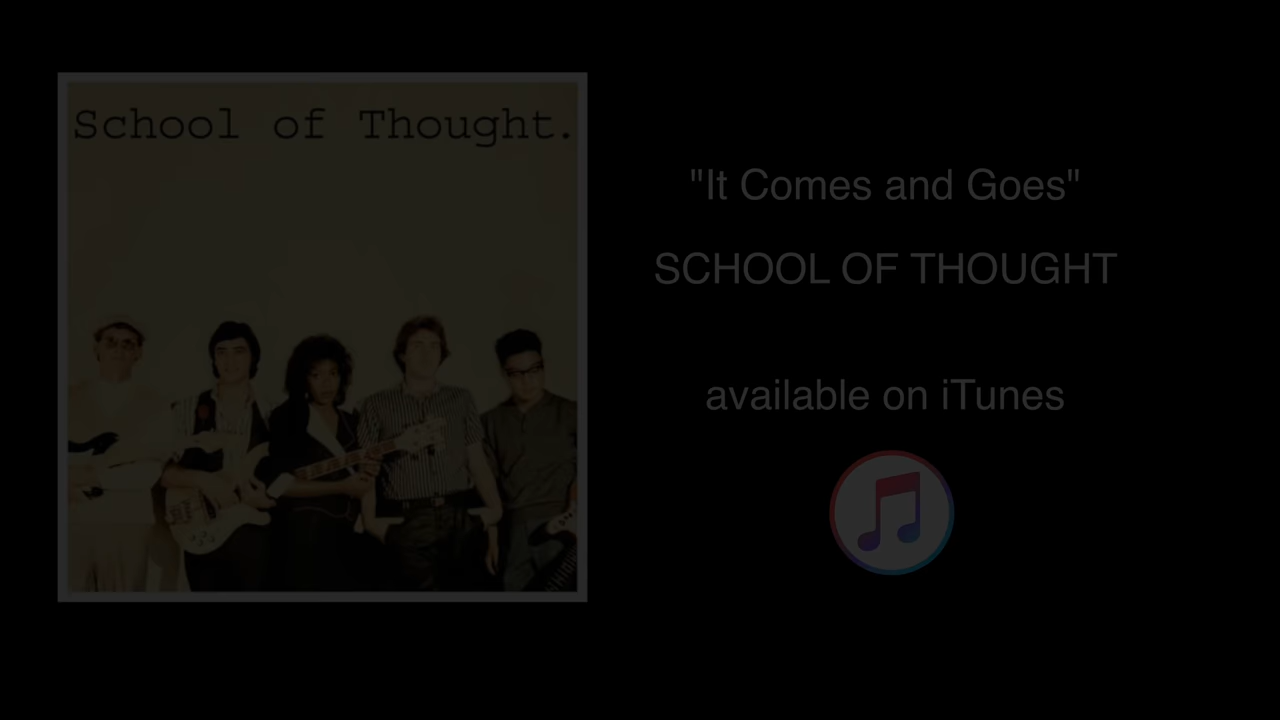 School of Thought.
"It Comes and Goes"
SCHOOL OF THOUGHT
available on iTunes